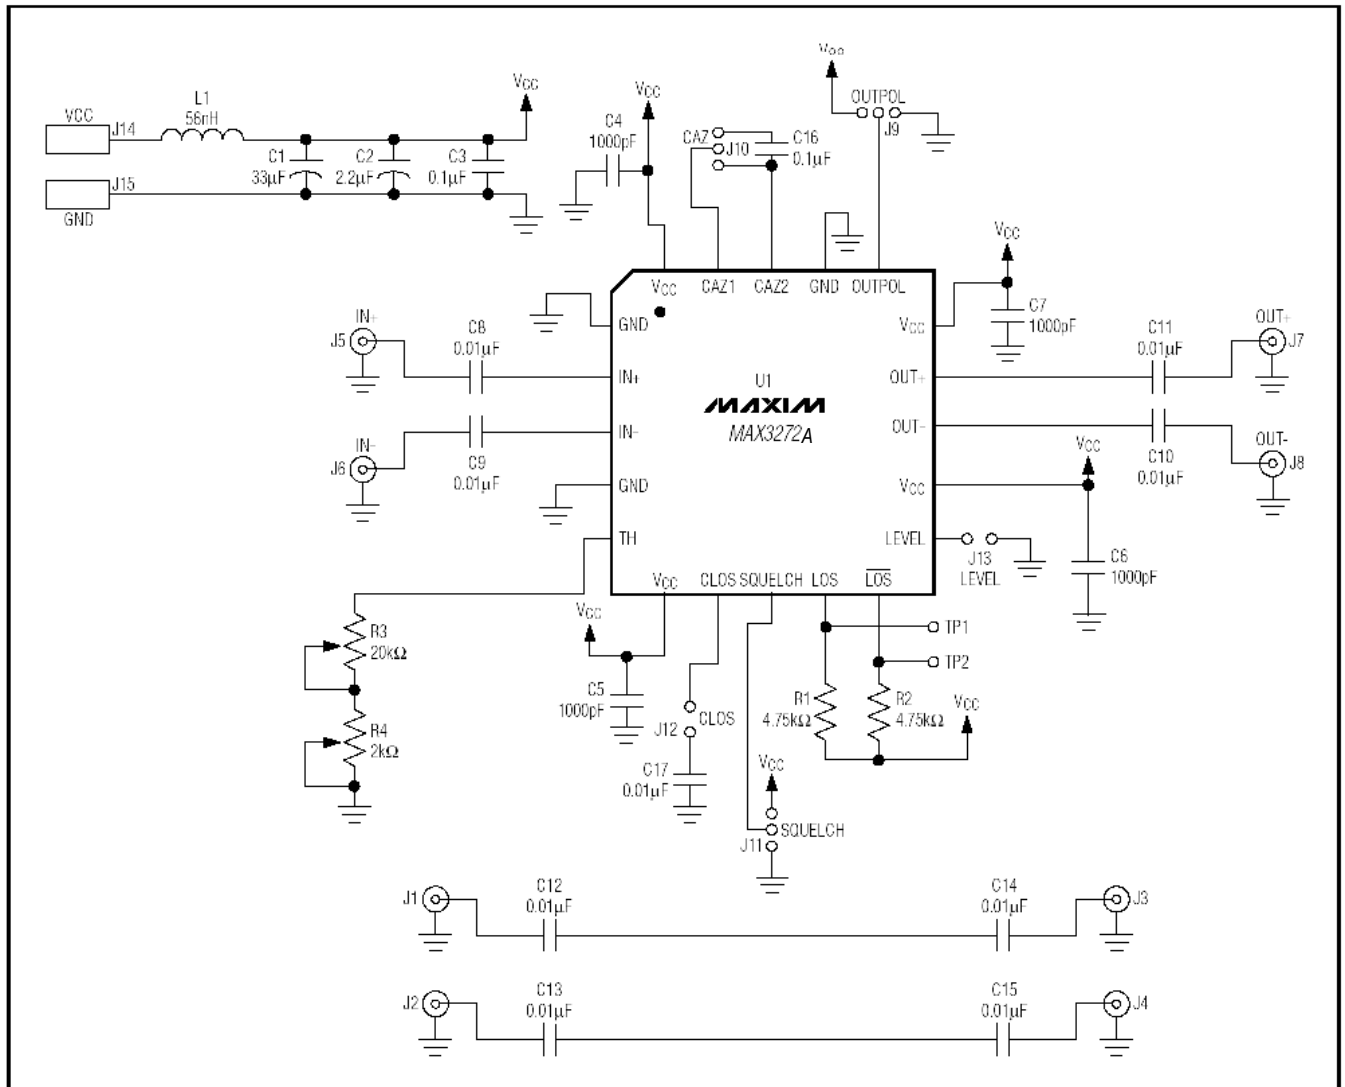 VCC
J14
L1
56nH
C1
33µF
C2
2.2µF
C3
0.1µF
VCC
J15
GND
C4
1000pF
VCC
CAZ
J10
C16
0.1µF
VCC
OUTPOL
J9
VCC
CAZ1
CAZ2
GND
OUTPOL
GND
IN+
IN-
GND
TH
U1
MAXIM
MAX3272A
VCC
OUT+
OUT-
VCC
LEVEL
VCC
CLOS
SQUELCH
LOS
LOS
IN+
J5
C8
0.01µF
IN-
J6
C9
0.01µF
VCC
C7
1000pF
C11
0.01µF
OUT+
J7
C10
0.01µF
OUT-
J8
VCC
C6
1000pF
J13
LEVEL
R3
20kΩ
R4
2kΩ
VCC
C5
1000pF
J12
CLOS
C17
0.01µF
TP1
TP2
R1
4.75kΩ
R2
4.75kΩ
VCC
VCC
SQUELCH
J11
J1
C12
0.01µF
C14
0.01µF
J3
J2
C13
0.01µF
C15
0.01µF
J4